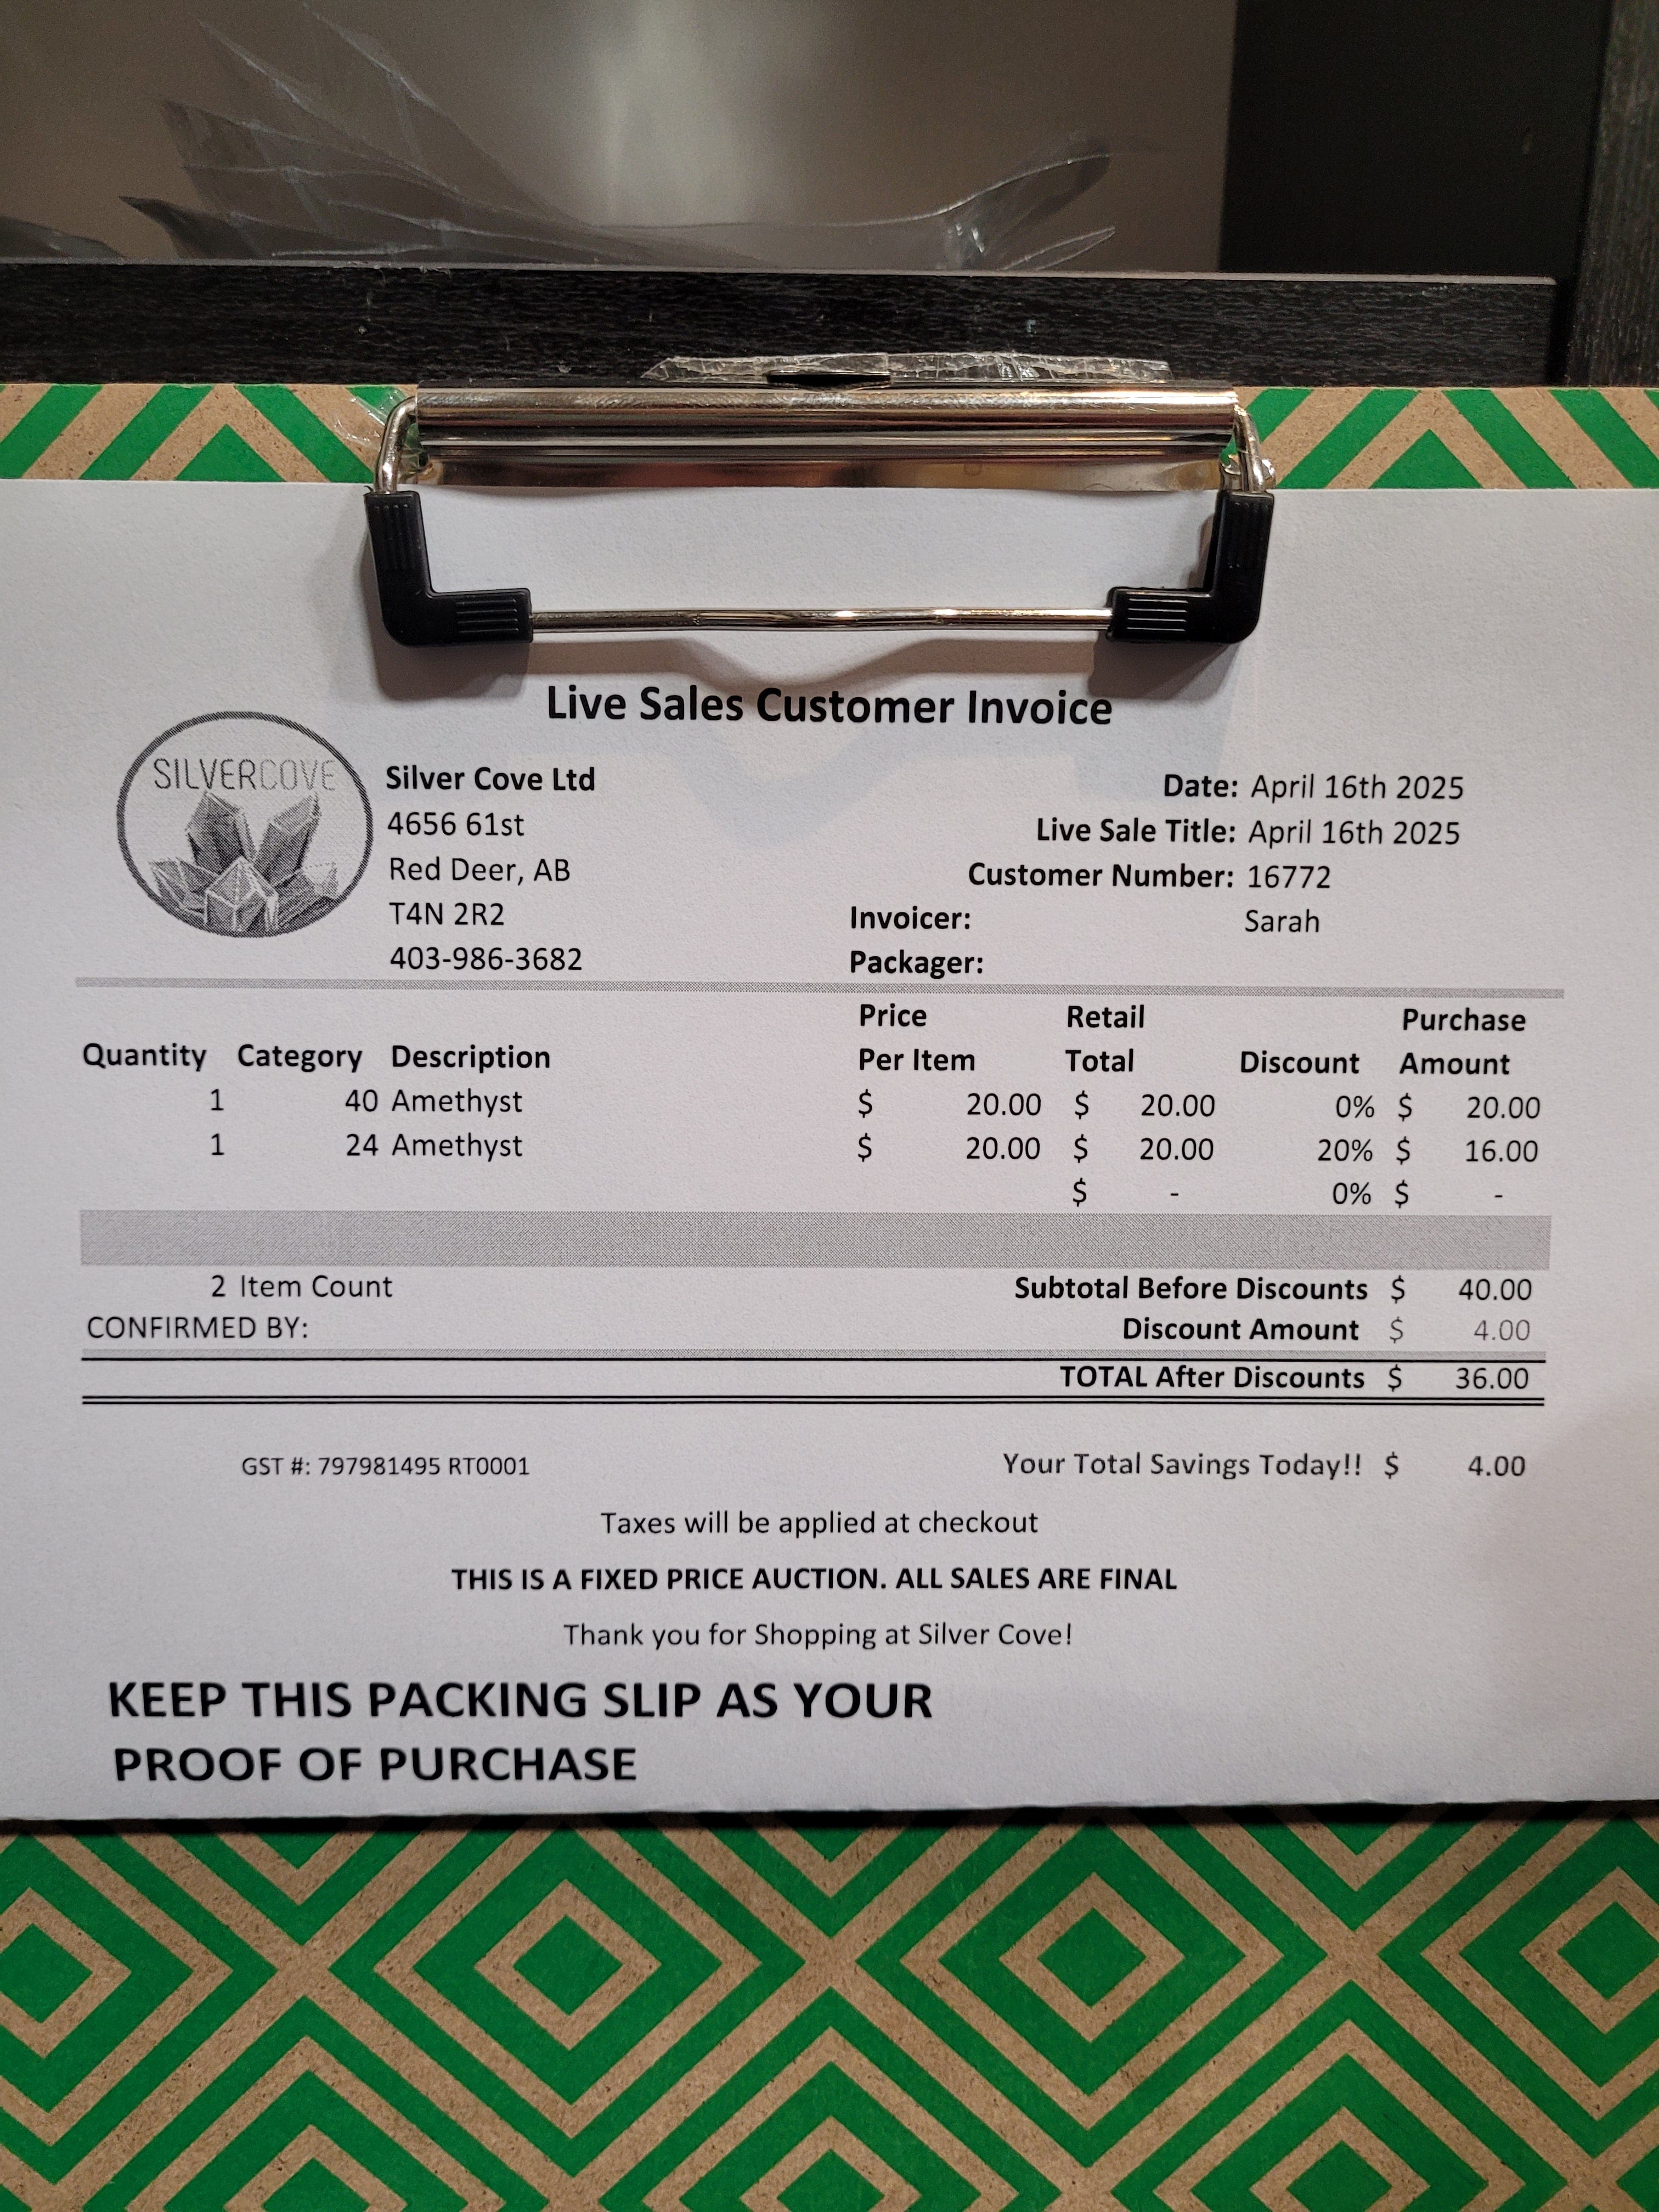 Live Sales Customer Invoice
SILVERCOVE
Silver Cove Ltd
4656 61st
Red Deer, AB
T4N 2R2
403-986-3682
Date: April 16th 2025
Live Sale Title: April 16th 2025
Customer Number: 16772
Invoicer: Sarah
Packager:
Quantity Category Description Price Per Item Retail Total Discount Purchase Amount
1 40 Amethyst $ 20.00 $ 20.00 0% $ 20.00
1 24 Amethyst $ 20.00 $ 20.00 20% $ 16.00
$ - 0% $ -
2 Item Count Subtotal Before Discounts $ 40.00
CONFIRMED BY: Discount Amount $ 4.00
TOTAL After Discounts $ 36.00
GST #: 797981495 RT0001 Your Total Savings Today!! $ 4.00
Taxes will be applied at checkout
THIS IS A FIXED PRICE AUCTION. ALL SALES ARE FINAL
Thank you for Shopping at Silver Cove!
KEEP THIS PACKING SLIP AS YOUR
PROOF OF PURCHASE